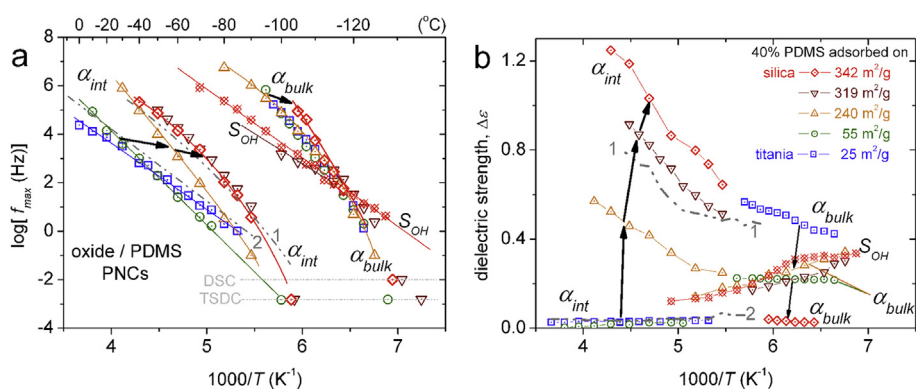 0 -20 -40 -60 -80 -100 -120 (°C)
a
8
6
4
2
0
-2
-4
log[ f_max (Hz)]
α_int
α_bulk
S_OH
S_OH
1
2
α_int
α_bulk
oxide / PDMS
PNCs
DSC
TSDC
4 5 6 7
1000/T (K⁻¹)
b
1.2
0.8
0.4
0.0
dielectric strength, Δε
40% PDMS adsorbed on
silica 342 m²/g
319 m²/g
240 m²/g
55 m²/g
titania 25 m²/g
α_int
1
1
α_bulk
S_OH
α_int
2
α_bulk
α_bulk
4 5 6 7
1000/T (K⁻¹)